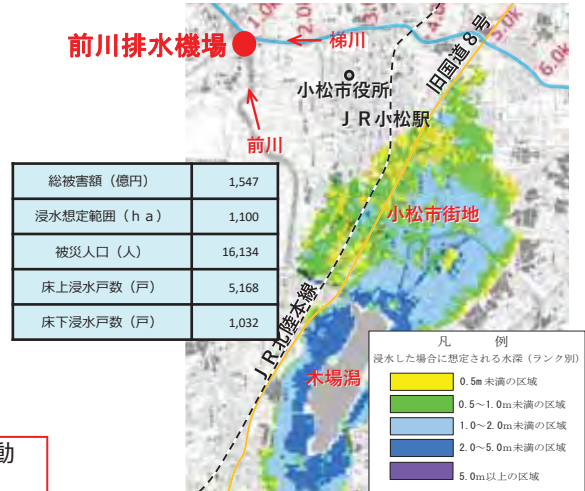 1.0k
2.0k
3.0k
4.0k
5.0k
6.0k
前川排水機場
梯川
旧国道8号
小松市役所
JR小松駅
前川
総被害額（億円） 1,547
浸水想定範囲（ｈａ） 1,100
被災人口（人） 16,134
床上浸水戸数（戸） 5,168
床下浸水戸数（戸） 1,032
小松市街地
JR北陸本線
木場潟
凡　例
浸水した場合に想定される水深（ランク別）
0.5m未満の区域
0.5～1.0m未満の区域
1.0～2.0m未満の区域
2.0～5.0m未満の区域
5.0m以上の区域
動